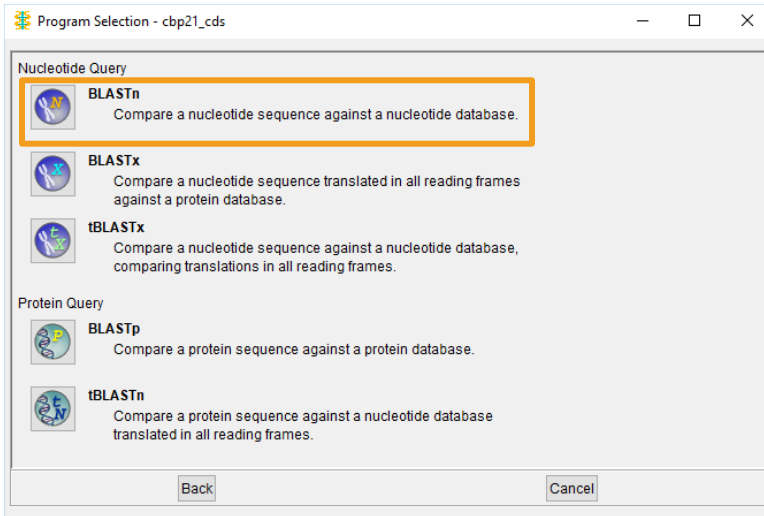 Program Selection - cbp21_cds
Nucleotide Query
N
BLASTn
Compare a nucleotide sequence against a nucleotide database.
X
BLASTx
Compare a nucleotide sequence translated in all reading frames
against a protein database.
t
X
tBLASTx
Compare a nucleotide sequence against a nucleotide database,
comparing translations in all reading frames.
Protein Query
P
BLASTp
Compare a protein sequence against a protein database.
t
N
tBLASTn
Compare a protein sequence against a nucleotide database
translated in all reading frames.
Back
Cancel